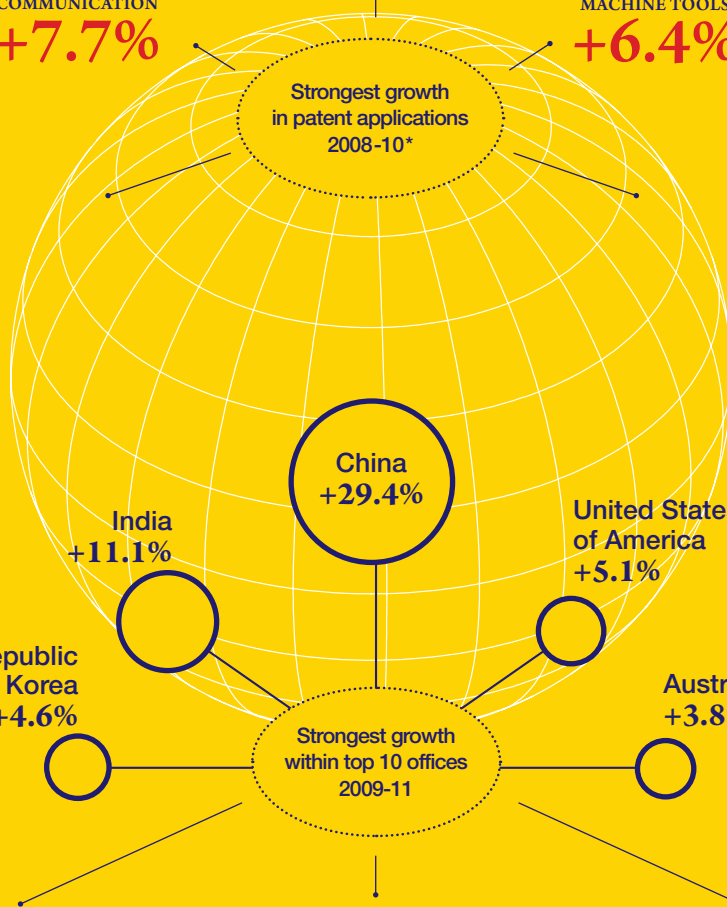 COMMUNICATION
+7.7%
MACHINE TOOLS
+6.4%
Strongest growth
in patent applications
2008-10*
China
+29.4%
India
+11.1%
United State
of America
+5.1%
epublic
Korea
+4.6%
Austr
+3.8
Strongest growth
within top 10 offices
2009-11